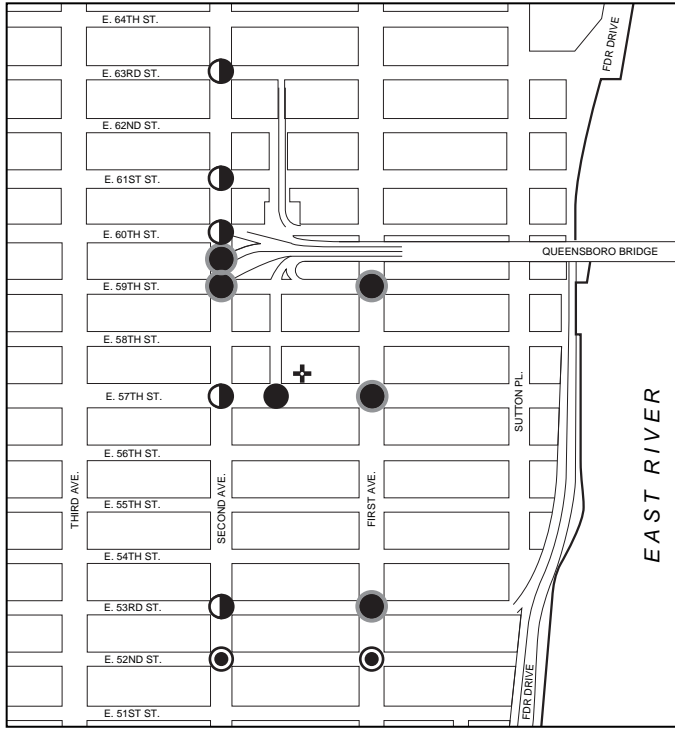 E. 64TH ST.
FDR DRIVE
E. 63RD ST.
E. 62ND ST.
E. 61ST ST.
E. 60TH ST.
QUEENSBORO BRIDGE
E. 59TH ST.
E. 58TH ST.
E. 57TH ST.
SUTTON PL.
EAST RIVER
E. 56TH ST.
THIRD AVE.
SECOND AVE.
FIRST AVE.
E. 55TH ST.
E. 54TH ST.
E. 53RD ST.
E. 52ND ST.
FDR DRIVE
E. 51ST ST.